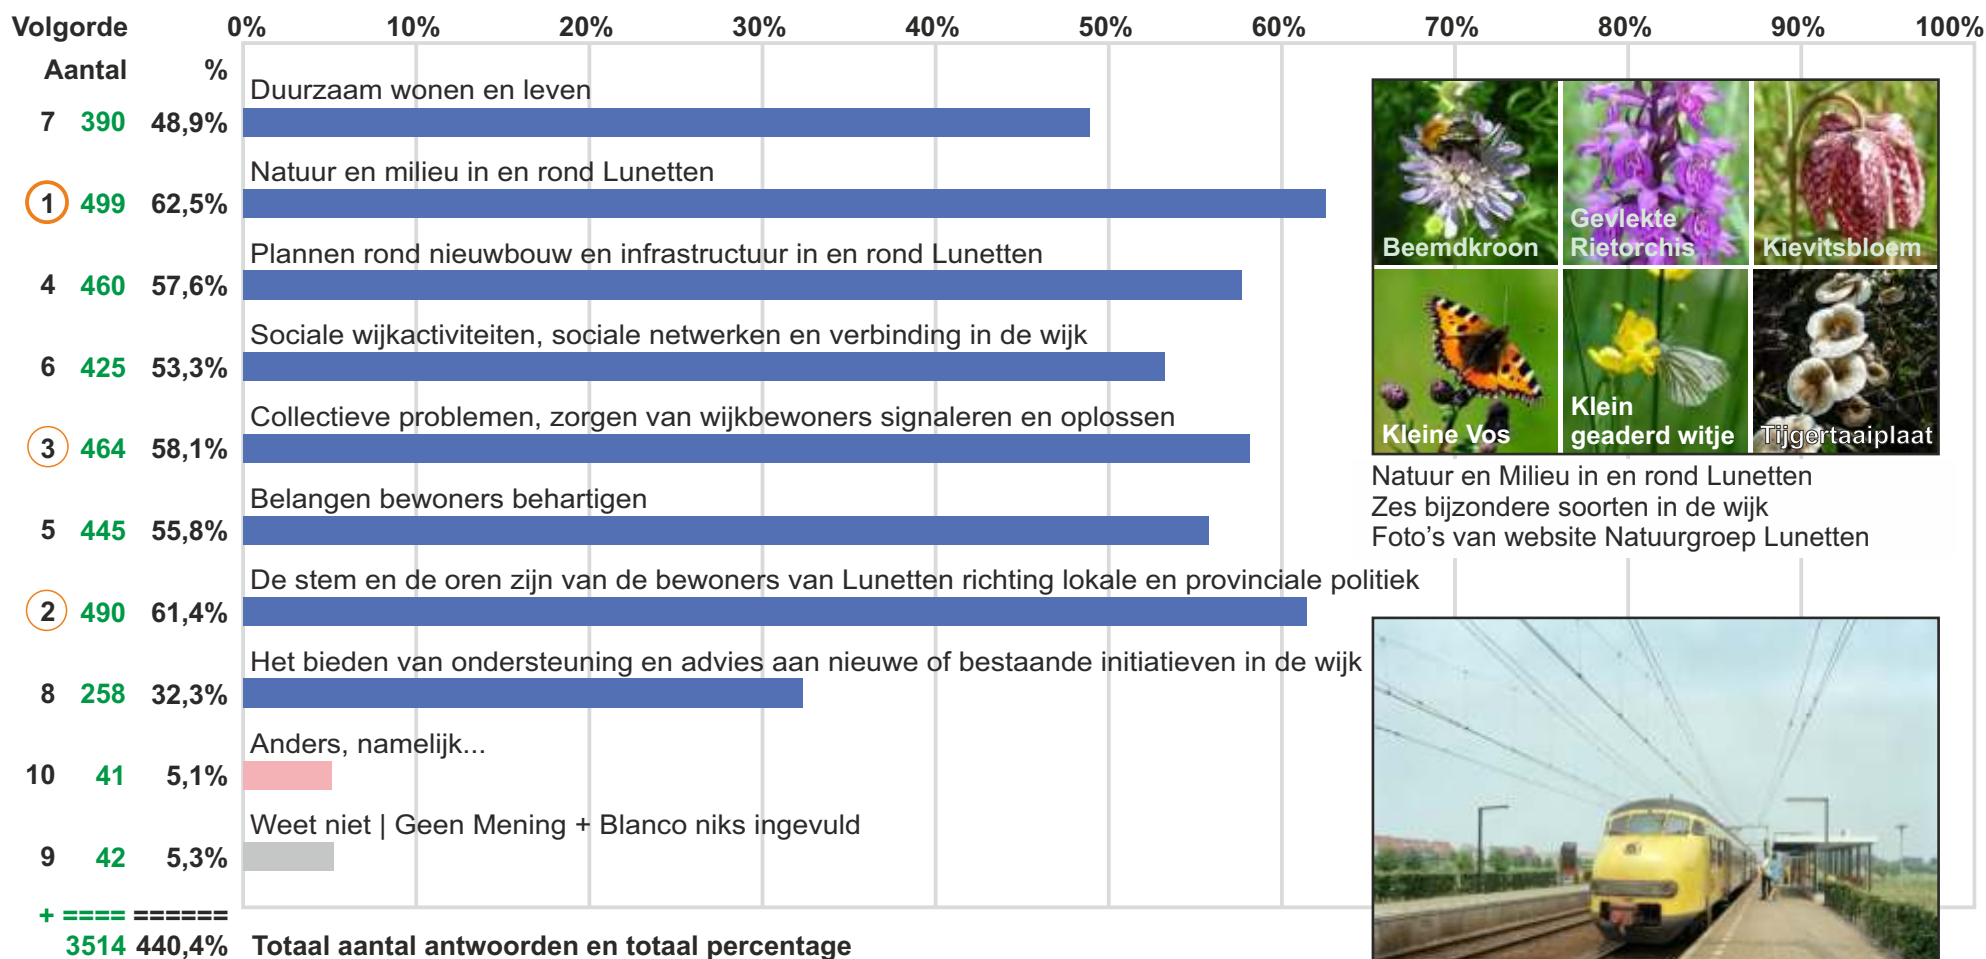 Volgorde 0% 10% 20% 30% 40% 50% 60% 70% 80% 90% 100%
Aantal %
Duurzaam wonen en leven
7 390 48,9%
Natuur en milieu in en rond Lunetten
1 499 62,5%
Plannen rond nieuwbouw en infrastructuur in en rond Lunetten
4 460 57,6%
Sociale wijkactiviteiten, sociale netwerken en verbinding in de wijk
6 425 53,3%
Collectieve problemen, zorgen van wijkbewoners signaleren en oplossen
3 464 58,1%
Belangen bewoners behartigen
5 445 55,8%
De stem en de oren zijn van de bewoners van Lunetten richting lokale en provinciale politiek
2 490 61,4%
Het bieden van ondersteuning en advies aan nieuwe of bestaande initiatieven in de wijk
8 258 32,3%
Anders, namelijk...
10 41 5,1%
Weet niet | Geen Mening + Blanco niks ingevuld
9 42 5,3%
+ ==== ======
3514 440,4% Totaal aantal antwoorden en totaal percentage
Beemdkroon
Gevlekte
Rietorchis
Kievitsbloem
Kleine Vos
Klein
geaderd witje
Tijgertaaiplaat
Natuur en Milieu in en rond Lunetten
Zes bijzondere soorten in de wijk
Foto's van website Natuurgroep Lunetten